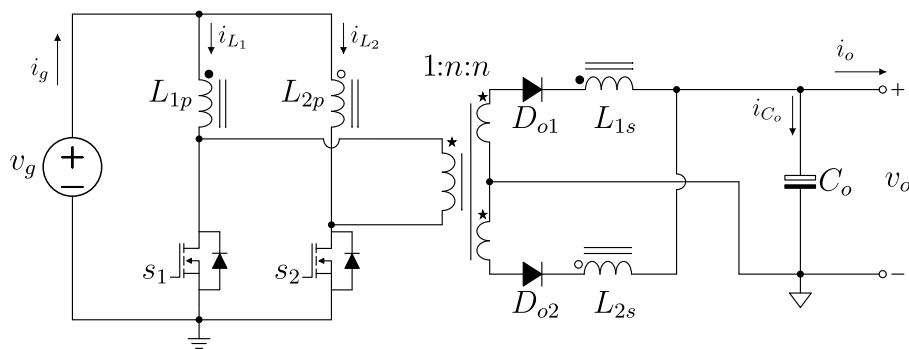 i_{L_1}
i_{L_2}
i_g
L_{1p}
L_{2p}
1:n:n
D_{o1}
L_{1s}
i_o
+
i_{C_o}
v_g
+
−
C_o
v_o
s_1
s_2
D_{o2}
L_{2s}
−